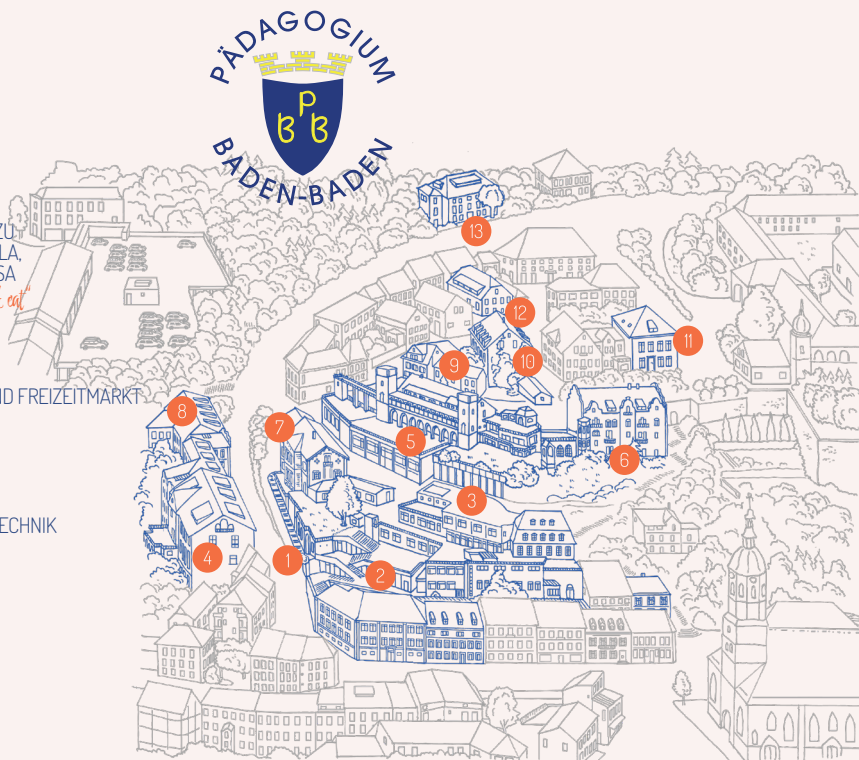 PÄDAGOGIUM
BPB
BADEN-BADEN
ZU
LA,
SA
eat"
ND FREIZEITMARKT
ECHNIK
13
12
11
10
9
8
7
5
6
3
4
1
2